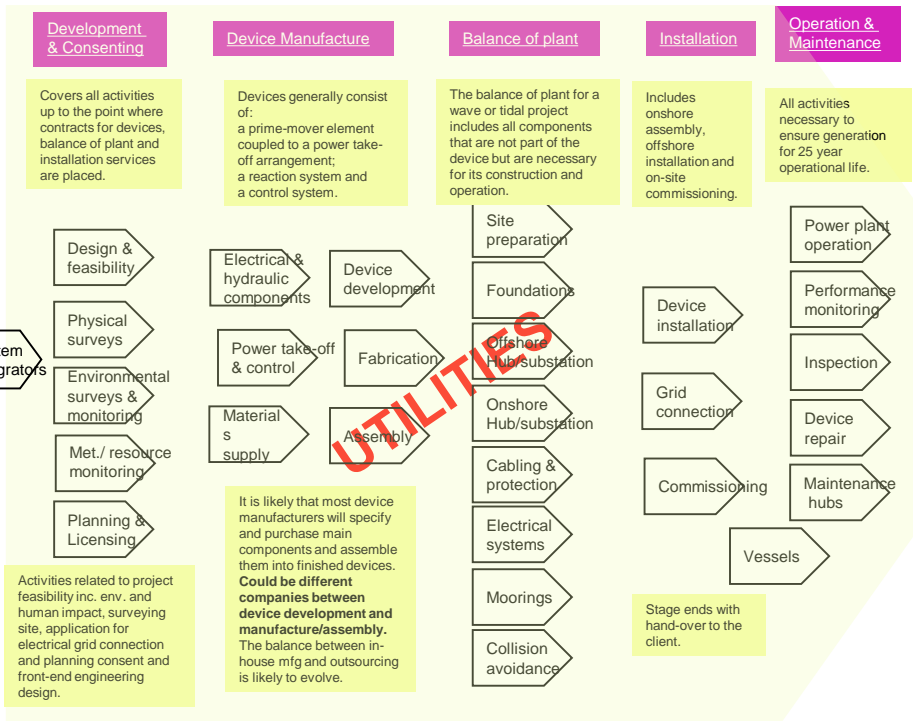 Development
& Consenting
Device Manufacture
Balance of plant
Installation
Operation &
Maintenance
Covers all activities
up to the point where
contracts for devices,
balance of plant and
installation services
are placed.
Devices generally consist
of:
a prime-mover element
coupled to a power take-
off arrangement;
a reaction system and
a control system.
The balance of plant for a
wave or tidal project
includes all components
that are not part of the
device but are necessary
for its construction and
operation.
Includes
onshore
assembly,
offshore
installation and
on-site
commissioning.
All activities
necessary to
ensure generation
for 25 year
operational life.
Design &
feasibility
Physical
surveys
tem
grators
Environmental
surveys &
monitoring
Met./ resource
monitoring
Planning &
Licensing
Electrical &
hydraulic
components
Device
development
Power take-off
& control
Fabrication
Material
s
supply
Assembly
UTILITIES
Site
preparation
Foundations
Offshore
Hub/substation
Onshore
Hub/substation
Cabling &
protection
Electrical
systems
Moorings
Collision
avoidance
Device
installation
Grid
connection
Commissioning
Power plant
operation
Performance
monitoring
Inspection
Device
repair
Maintenance
hubs
Vessels
Activities related to project
feasibility inc. env. and
human impact, surveying
site, application for
electrical grid connection
and planning consent and
front-end engineering
design.
It is likely that most device
manufacturers will specify
and purchase main
components and assemble
them into finished devices.
Could be different
companies between
device development and
manufacture/assembly.
The balance between in-
house mfg and outsourcing
is likely to evolve.
Stage ends with
hand-over to the
client.